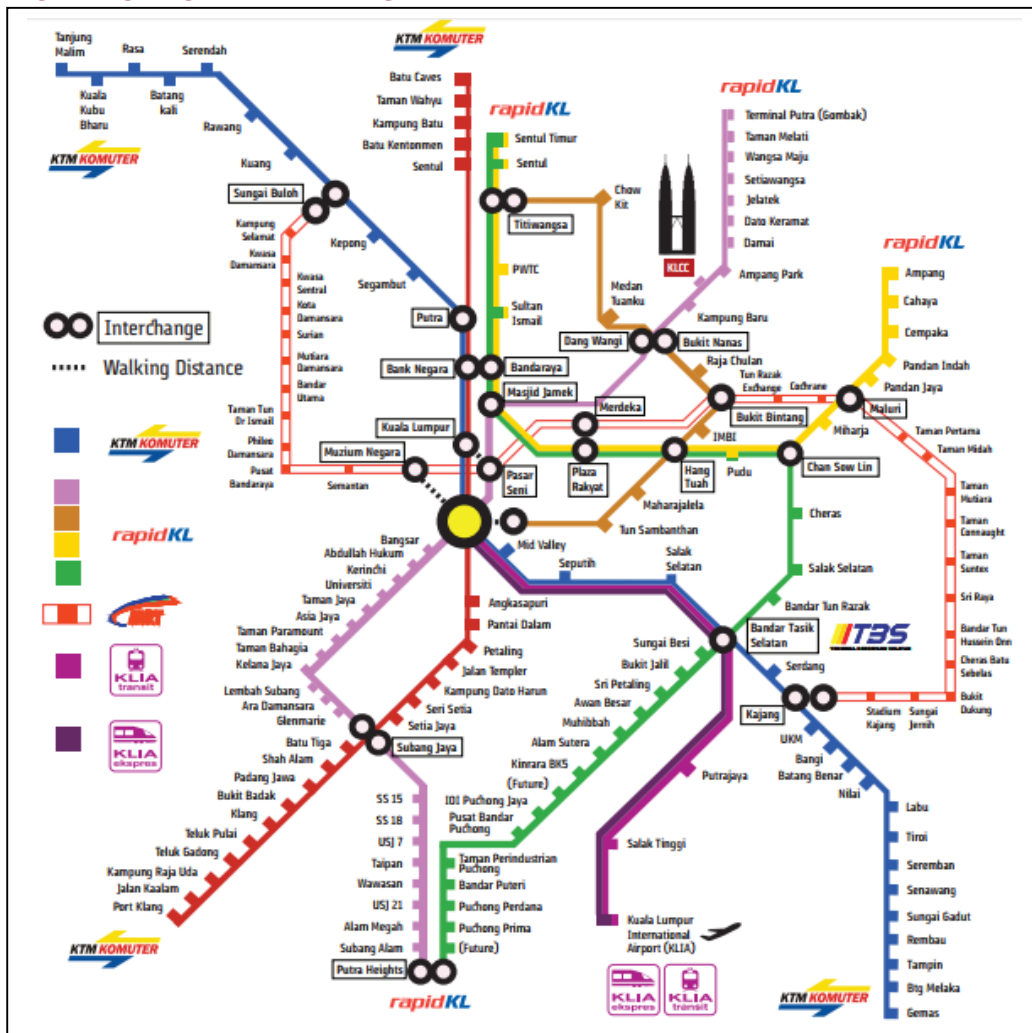 KTM KOMUTER
Tanjung
Malim
Rasa
Serendah
Kuala
Kubu
Bharu
Batang
kali
Rawang
Kuang
KTM KOMUTER
Sungai Buloh
Kepong
Segambut
Putra
Bank Negara
Kuala Lumpur
Batu Caves
Taman Wahyu
Kampung Batu
Batu Kentonmen
Sentul
rapidKL
Sentul Timur
Sentul
Titiwangsa
PWTC
Sultan
Ismail
Bandaraya
Masjid Jamek
Chow
Kit
Medan
Tuanku
KLCC
rapidKL
Terminal Putra (Gombak)
Taman Melati
Wangsa Maju
Setiawangsa
Jelatek
Dato Keramat
Damai
Ampang Park
Kampung Baru
Dang Wangi
Bukit Nanas
Raja Chulan
Tun Razak
Exchange
Cochrane
Bukit Bintang
Merdeka
IMBI
Plaza
Rakyat
Hang
Tuah
Pudu
Chan Sow Lin
Miharja
Maluri
rapidKL
Ampang
Cahaya
Cempaka
Pandan Indah
Pandan Jaya
Taman Pertama
Taman Midah
Taman
Mutiara
Taman
Connaught
Taman
Suntex
Sri Raya
Bandar Tun
Hussein Onn
Cheras Batu
Sebelas
Bukit
Dukung
Sungai
Jernih
Stadium
Kajang
Kampung
Selamat
Kwasa
Damansara
Kwasa
Sentral
Kota
Damansara
Surian
Mutiara
Damansara
Bandar
Utama
Taman Tun
Dr Ismail
Phileo
Damansara
Pusat
Bandaraya
Semantan
Muzium Negara
Pasar
Seni
Interchange
Walking Distance
KTM KOMUTER
rapidKL
KLIA
transit
KLIA
ekspres
Maharajalela
Tun Sambanthan
Mid Valley
Seputih
Salak
Selatan
Cheras
Salak Selatan
Bandar Tun Razak
Bandar Tasik
Selatan
TBS
Serdang
Kajang
UKM
Bangi
Batang Benar
Nilai
Labu
Tiroi
Seremban
Senawang
Sungai Gadut
Rembau
Tampin
Btg Melaka
Gemas
KTM KOMUTER
Bangsar
Abdullah Hukum
Kerinchi
Universiti
Taman Jaya
Asia Jaya
Taman Paramount
Taman Bahagia
Kelana Jaya
Lembah Subang
Ara Damansara
Glenmarie
Subang Jaya
SS 15
SS 18
USJ 7
Taipan
Wawasan
USJ 21
Alam Megah
Subang Alam
Putra Heights
rapidKL
Angkasapuri
Pantai Dalam
Petaling
Jalan Templer
Kampung Dato Harun
Seri Setia
Setia Jaya
Batu Tiga
Shah Alam
Padang Jawa
Bukit Badak
Klang
Teluk Pulai
Teluk Gadong
Kampung Raja Uda
Jalan Kaalam
Port Klang
KTM KOMUTER
Sungai Besi
Bukit Jalil
Sri Petaling
Awan Besar
Muhibbah
Alam Sutera
Kinrara BK5
(Future)
IOI Puchong Jaya
Pusat Bandar
Puchong
Taman Perindustrian
Puchong
Bandar Puteri
Puchong Perdana
Puchong Prima
(Future)
Putrajaya
Salak Tinggi
Kuala Lumpur
International
Airport (KLIA)
KLIA
ekspres
KLIA
transit